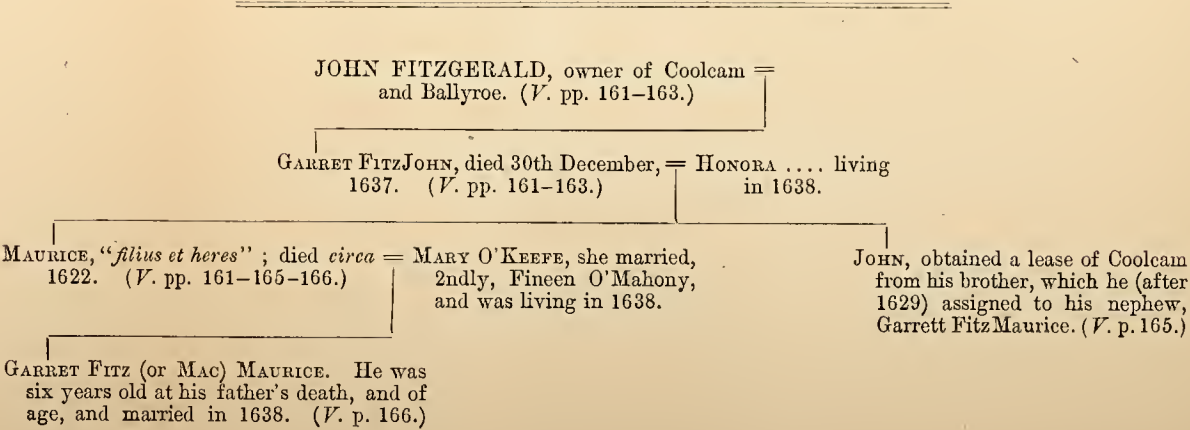 JOHN FITZGERALD, owner of Coolcam =
and Ballyroe. (V. pp. 161–163.)
GARRET FITZJOHN, died 30th December, = HONORA .... living
1637. (V. pp. 161–163.)
in 1638.
MAURICE, "filius et heres" ; died circa =
1622. (V. pp. 161–165–166.)
MARY O'KEEFE, she married,
2ndly, Fineen O'Mahony,
and was living in 1638.
JOHN, obtained a lease of Coolcam
from his brother, which he (after
1629) assigned to his nephew,
Garrett FitzMaurice. (V. p. 165.)
GARRET FITZ (or MAC) MAURICE. He was
six years old at his father's death, and of
age, and married in 1638. (V. p. 166.)